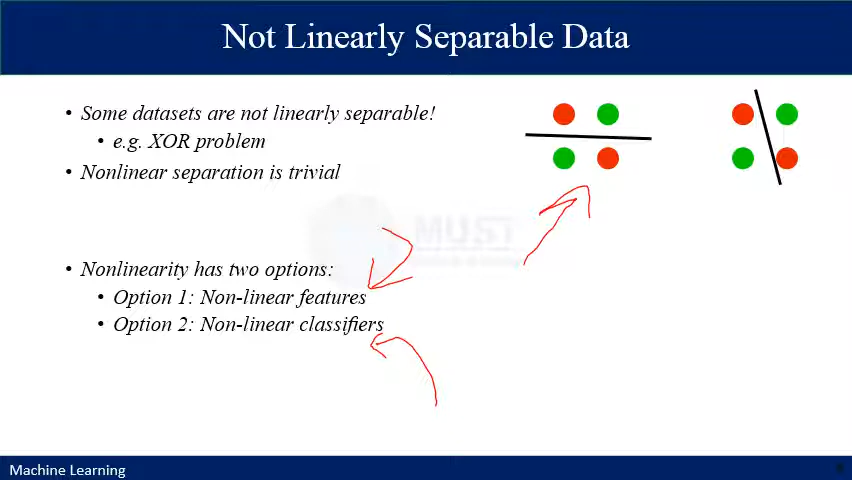 Not Linearly Separable Data
• Some datasets are not linearly separable!
• e.g. XOR problem
• Nonlinear separation is trivial
MUST
• Nonlinearity has two options:
• Option 1: Non-linear features
• Option 2: Non-linear classifiers
Machine Learning